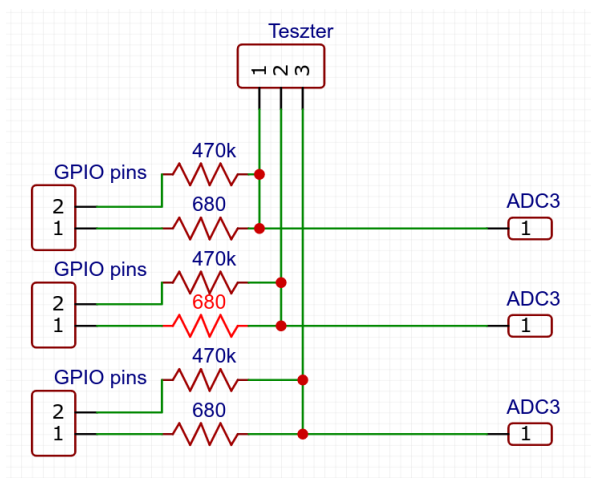 Teszter
1 2 3
470k
GPIO pins
2
680
ADC3
1
1
470k
GPIO pins
2
680
ADC3
1
1
470k
GPIO pins
2
680
ADC3
1
1